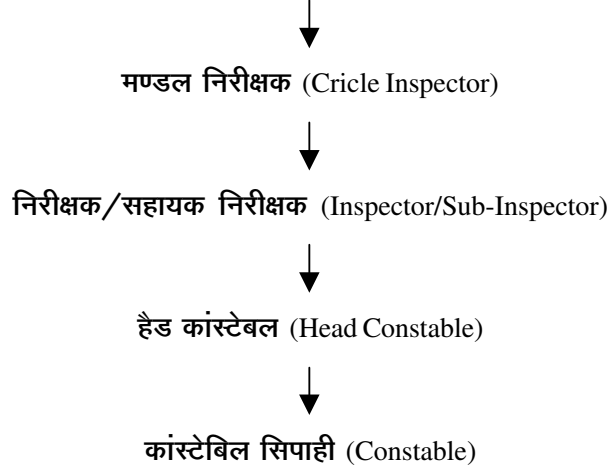 मण्डल निरीक्षक (Cricle Inspector)
निरीक्षक/सहायक निरीक्षक (Inspector/Sub-Inspector)
हैड कांस्टेबल (Head Constable)
कांस्टेबिल सिपाही (Constable)